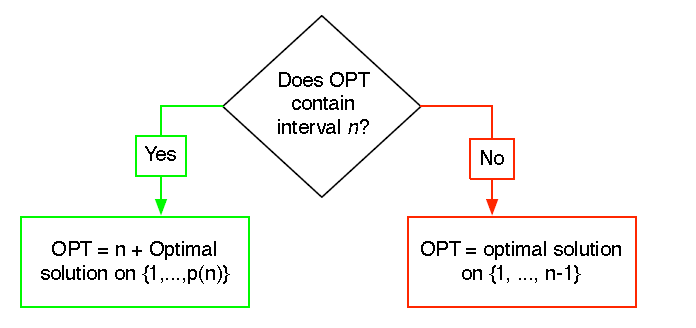 Does OPT
contain
interval n?
Yes
No
OPT = n + Optimal
solution on {1,...,p(n)}
OPT = optimal solution
on {1, ..., n-1}